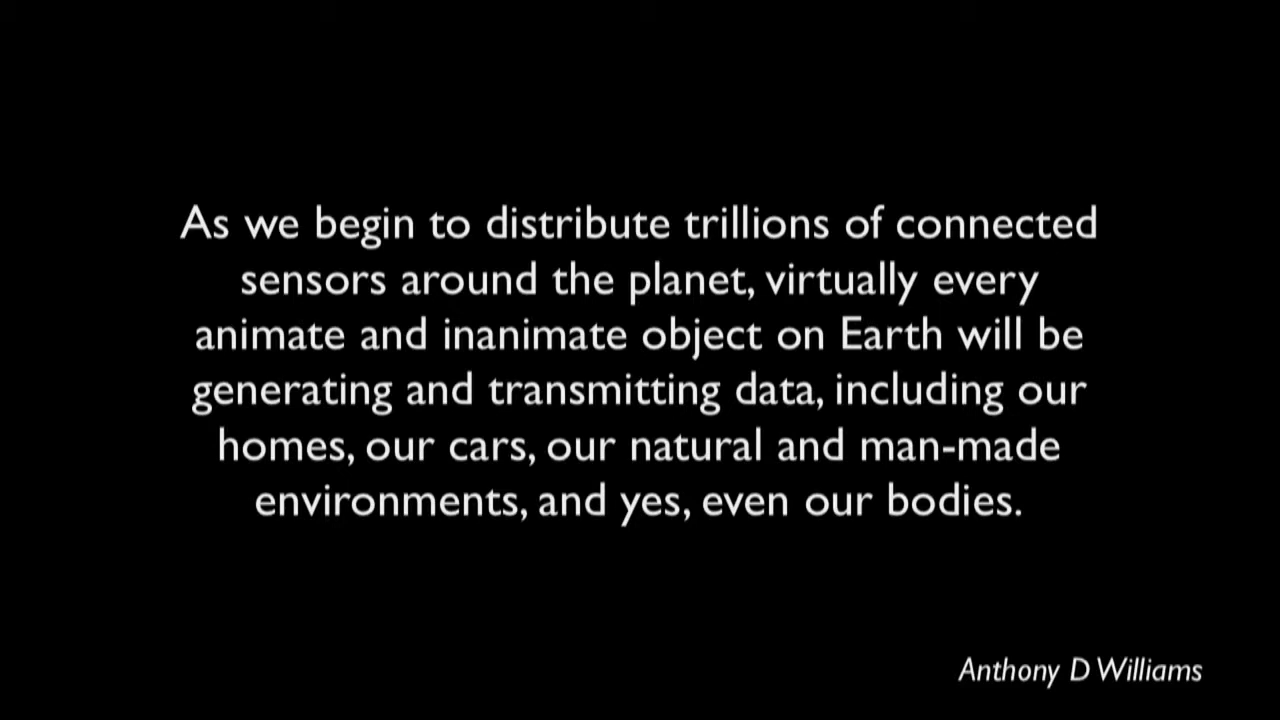 As we begin to distribute trillions of connected
sensors around the planet, virtually every
animate and inanimate object on Earth will be
generating and transmitting data, including our
homes, our cars, our natural and man-made
environments, and yes, even our bodies.
Anthony D Williams